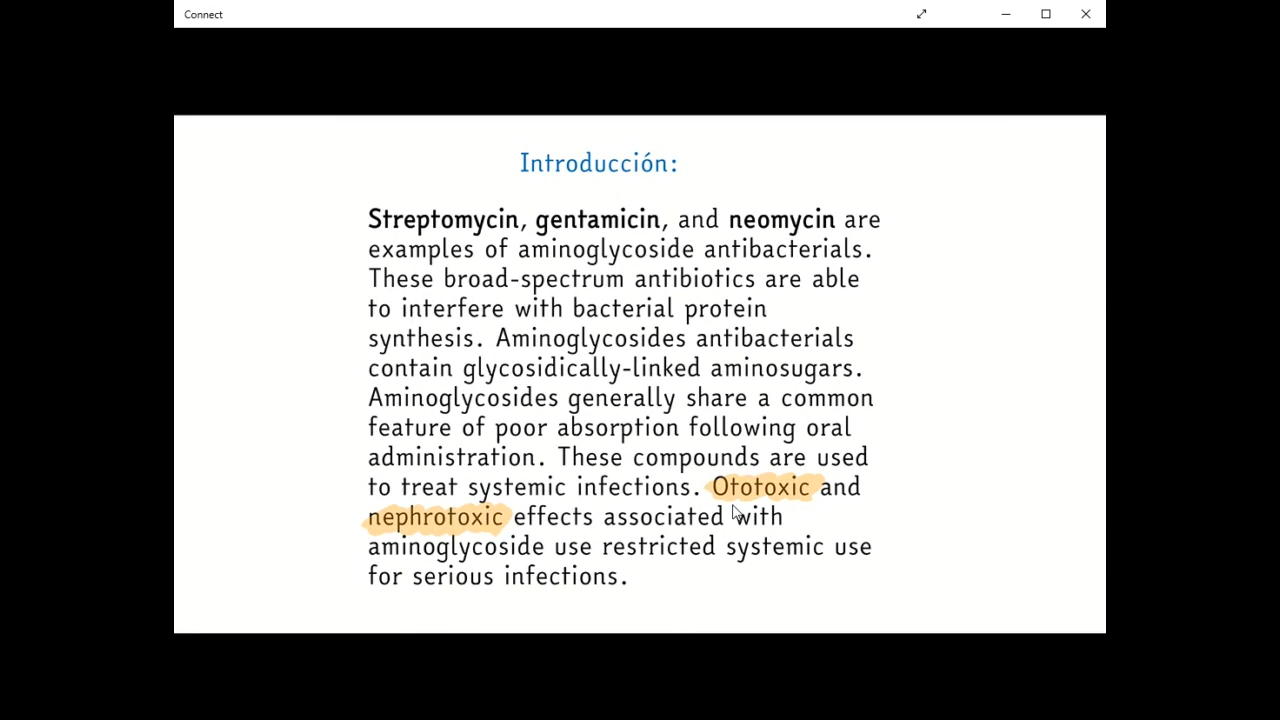 Connect
Introducción:
Streptomycin, gentamicin, and neomycin are
examples of aminoglycoside antibacterials.
These broad-spectrum antibiotics are able
to interfere with bacterial protein
synthesis. Aminoglycosides antibacterials
contain glycosidically-linked aminosugars.
Aminoglycosides generally share a common
feature of poor absorption following oral
administration. These compounds are used
to treat systemic infections. Ototoxic and
nephrotoxic effects associated with
aminoglycoside use restricted systemic use
for serious infections.